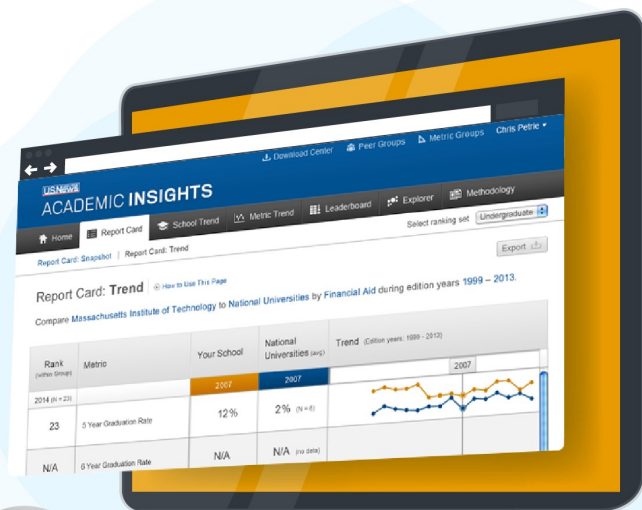 Download Center Peer Groups Metric Groups Chris Petrie
U.S.News
ACADEMIC INSIGHTS
Home Report Card School Trend Metric Trend Leaderboard Explorer Methodology
Report Card: Snapshot | Report Card: Trend Select ranking set Undergraduate
Export
Report Card: Trend How to Use This Page
Compare Massachusetts Institute of Technology to National Universities by Financial Aid during edition years 1999 – 2013.
Rank Metric Your School National Trend (Edition years: 1999 - 2013)
(within Group) Universities (avg)
2007 2007 2007
2014 (N = 23)
23 5 Year Graduation Rate 12% 2% (N = 6)
N/A 6 Year Graduation Rate N/A N/A (no data)